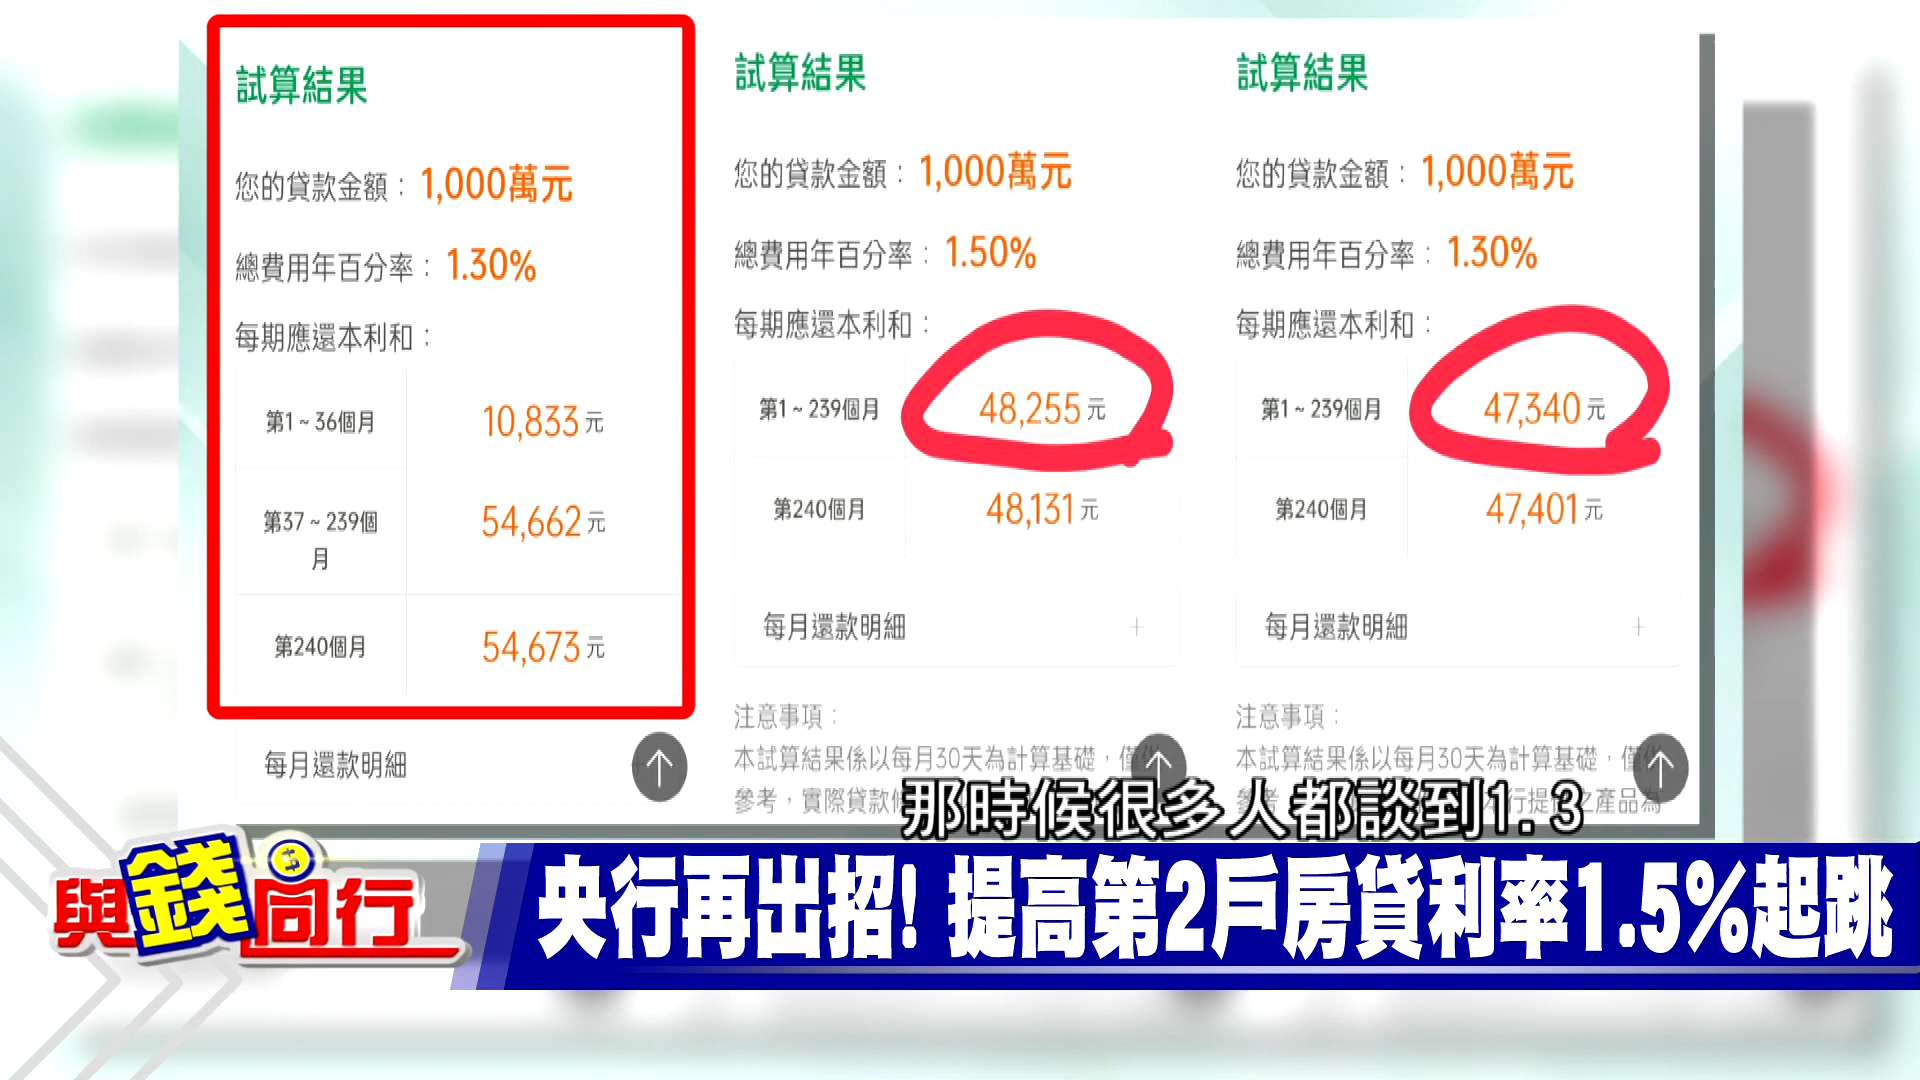 試算結果
您的貸款金額：1,000萬元
總費用年百分率：1.30%
每期應還本利和：
第1~36個月 10,833元
第37~239個月 54,662元
第240個月 54,673元
每月還款明細
試算結果
您的貸款金額：1,000萬元
總費用年百分率：1.50%
每期應還本利和：
第1~239個月 48,255元
第240個月 48,131元
每月還款明細 +
注意事項：
本試算結果係以每月30天為計算基礎，僅供
參考，實際貸款
試算結果
您的貸款金額：1,000萬元
總費用年百分率：1.30%
每期應還本利和：
第1~239個月 47,340元
第240個月 47,401元
每月還款明細 +
注意事項：
本試算結果係以每月30天為計算基礎，僅供
行提供之產品為
那時候很多人都談到1.3
與錢同行
央行再出招!提高第2戶房貸利率1.5%起跳